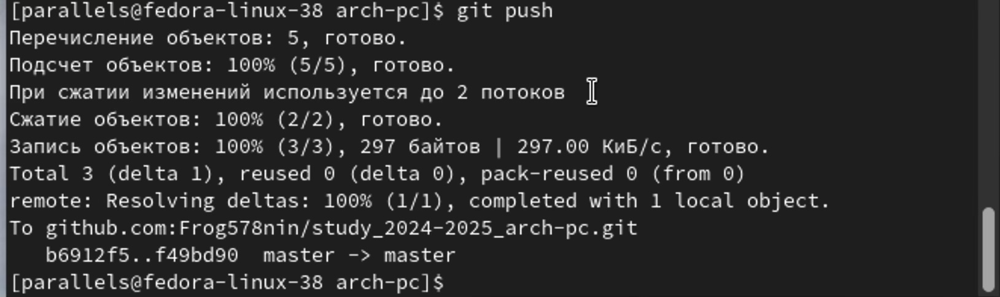 [parallels@fedora-linux-38 arch-pc]$ git push
Перечисление объектов: 5, готово.
Подсчет объектов: 100% (5/5), готово.
При сжатии изменений используется до 2 потоков
Сжатие объектов: 100% (2/2), готово.
Запись объектов: 100% (3/3), 297 байтов | 297.00 КиБ/с, готово.
Total 3 (delta 1), reused 0 (delta 0), pack-reused 0 (from 0)
remote: Resolving deltas: 100% (1/1), completed with 1 local object.
To github.com:Frog578nin/study_2024-2025_arch-pc.git
   b6912f5..f49bd90  master -> master
[parallels@fedora-linux-38 arch-pc]$